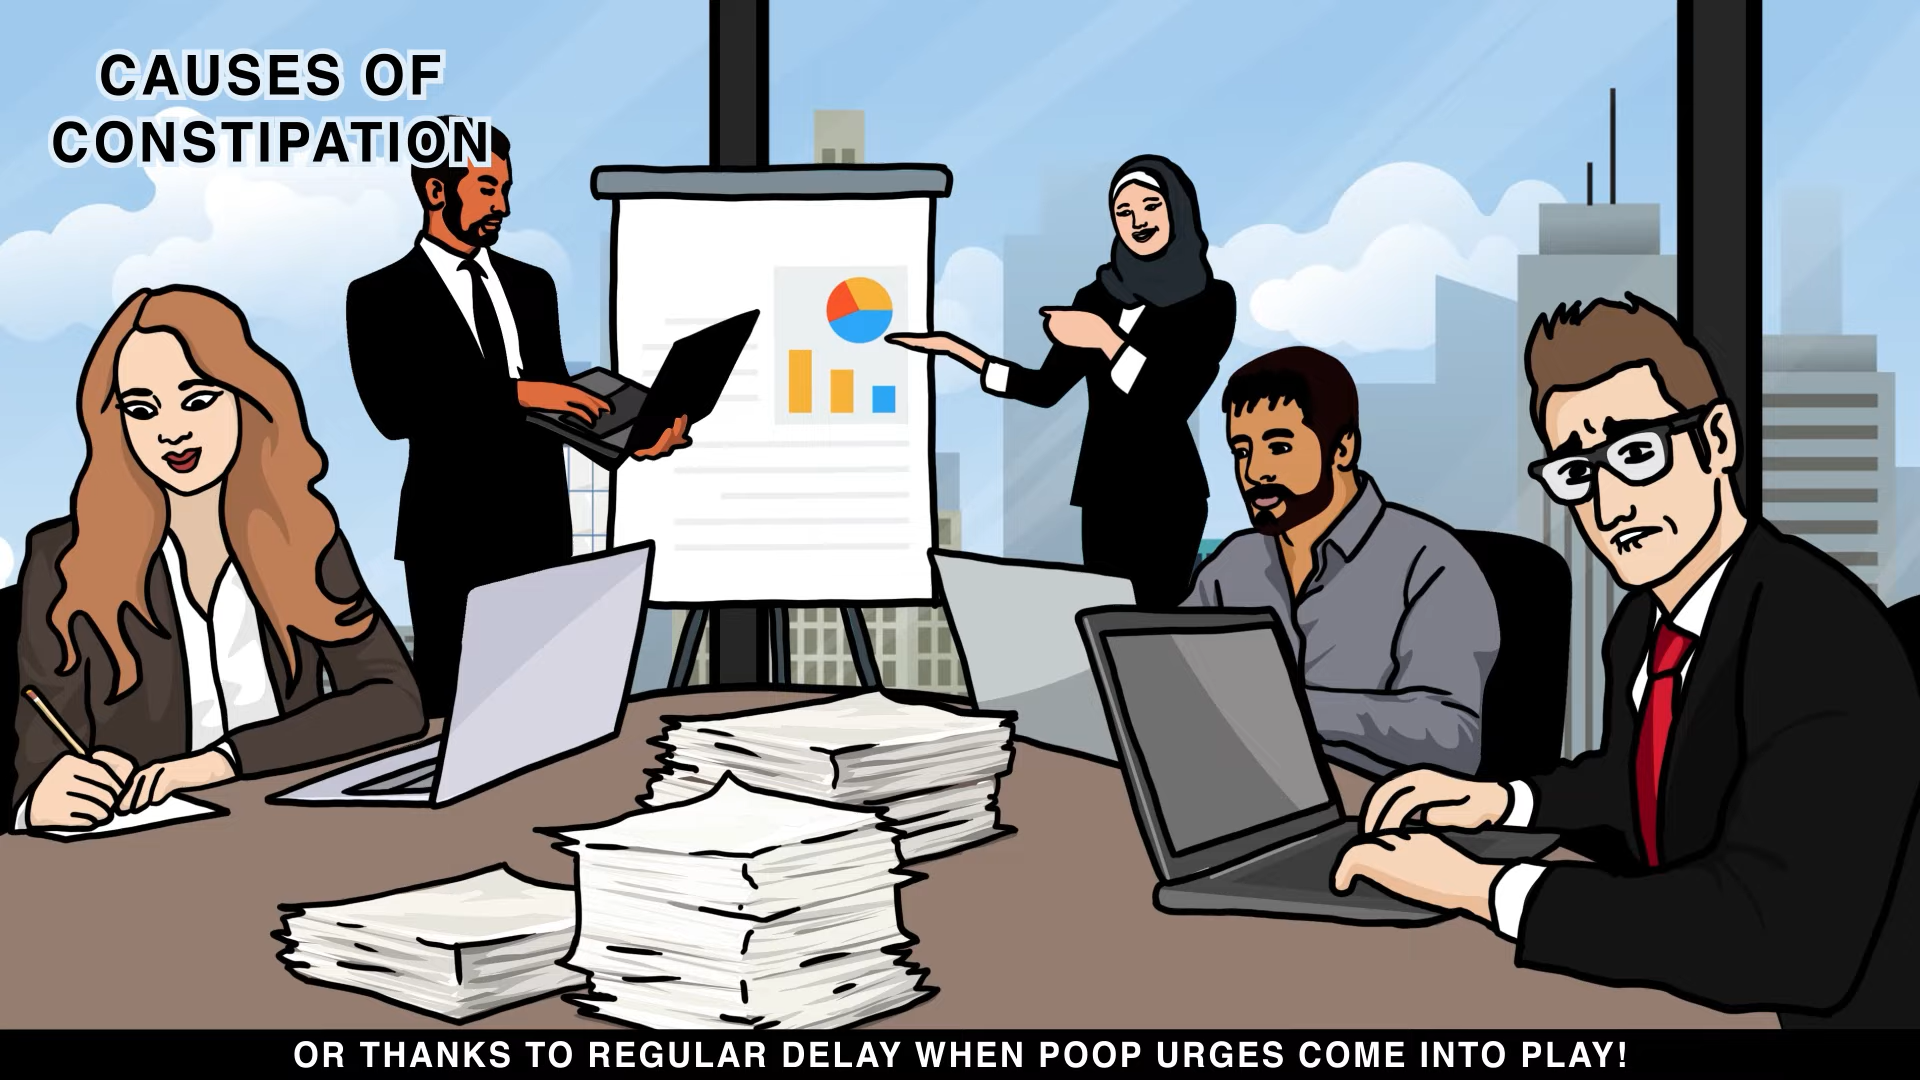 CAUSES OF
CONSTIPATION
OR THANKS TO REGULAR DELAY WHEN POOP URGES COME INTO PLAY!